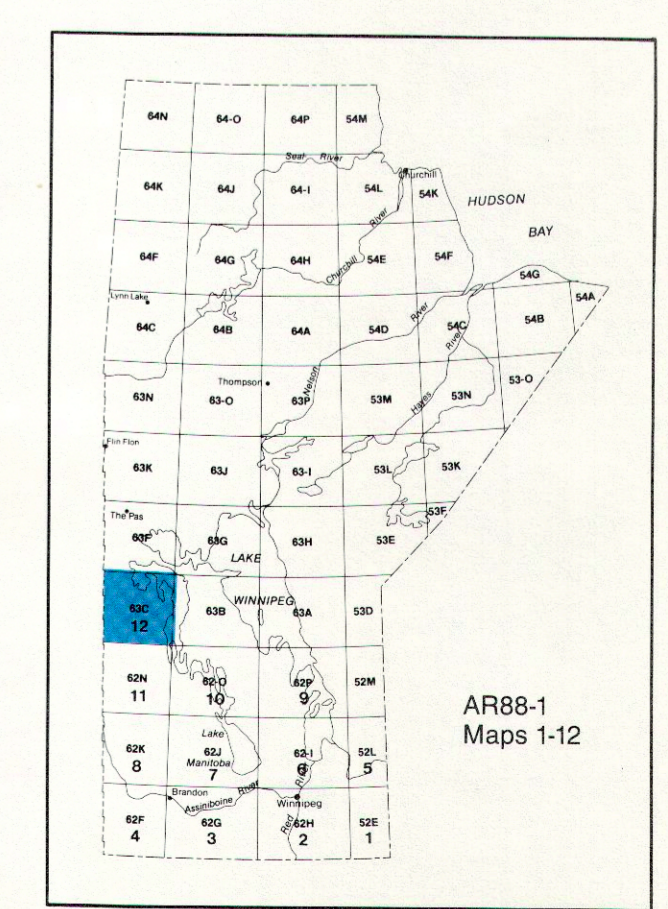 64N 64-O 64P 54M
Seal River
Churchill
64K 64J 64-I 54L 54K
HUDSON
River
BAY
64F 64G 64H 54E 54F
Churchill
54G
Lynn Lake
54A
River
64C 64B 64A 54D 54C 54B
River
Thompson
Nelson
53-O
63N 63-O 63P 53M 53N
Hayes
Flin Flon
63K 63J 63-I 53L 53K
The Pas
53F
63F 63G 63H 53E
LAKE
WINNIPEG
63C 63B 63A 53D
12
62N 62-O 62P 52M
11 10 9
AR88-1
Maps 1-12
Lake
62K 62J 62-I 52L
Manitoba
8 7 6 5
River
Brandon
Assiniboine River
Winnipeg
62F 62G 62H 52E
Red
4 3 2 1